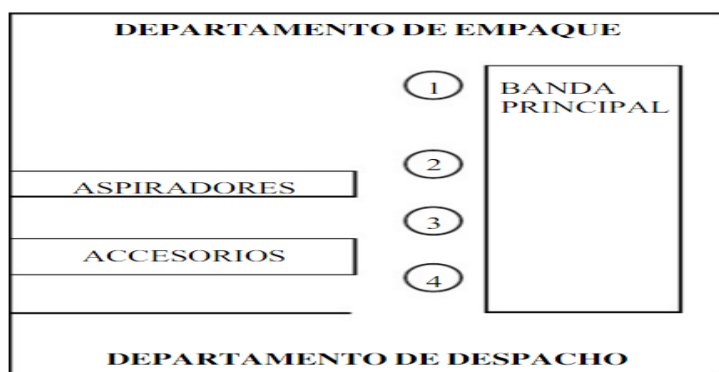 DEPARTAMENTO DE EMPAQUE
1
BANDA
PRINCIPAL
2
ASPIRADORES
3
ACCESORIOS
4
DEPARTAMENTO DE DESPACHO